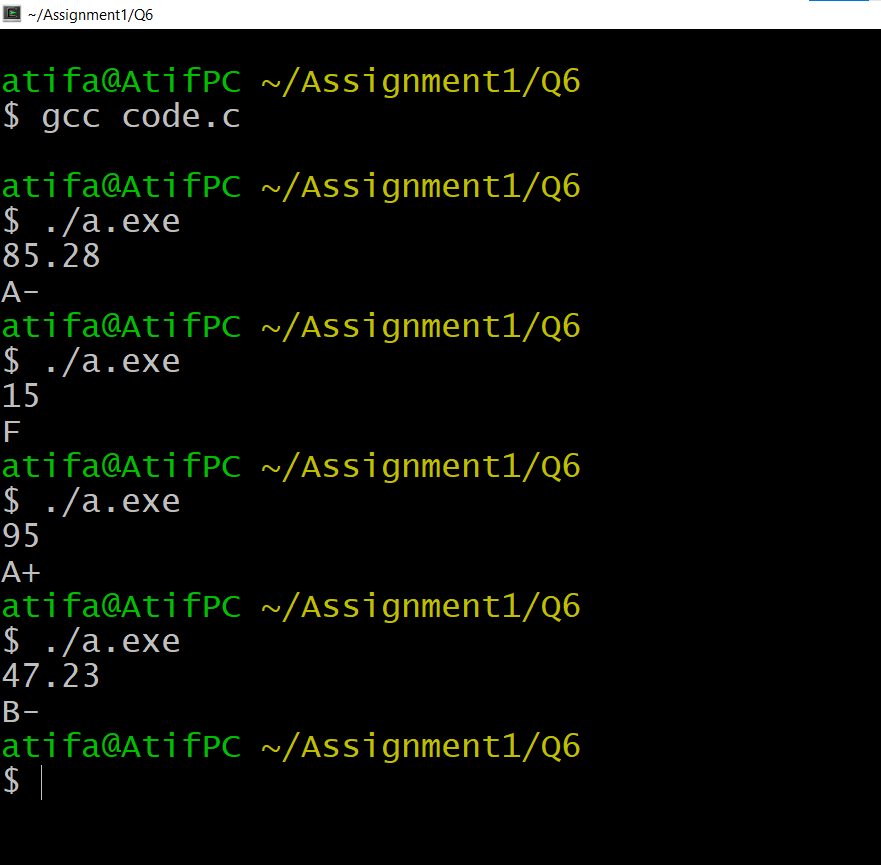 ~/Assignment1/Q6
atifa@AtifPC ~/Assignment1/Q6
$ gcc code.c
atifa@AtifPC ~/Assignment1/Q6
$ ./a.exe
85.28
A-
atifa@AtifPC ~/Assignment1/Q6
$ ./a.exe
15
F
atifa@AtifPC ~/Assignment1/Q6
$ ./a.exe
95
A+
atifa@AtifPC ~/Assignment1/Q6
$ ./a.exe
47.23
B-
atifa@AtifPC ~/Assignment1/Q6
$